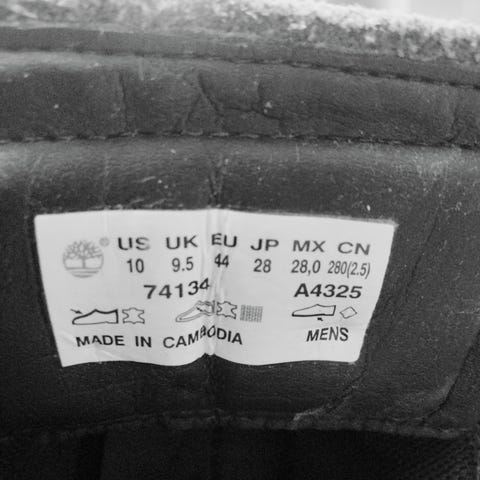 ® US UK EU JP MX CN
10 9.5 44 28 28,0 280(2.5)
74134 A4325
MADE IN CAMBODIA MENS